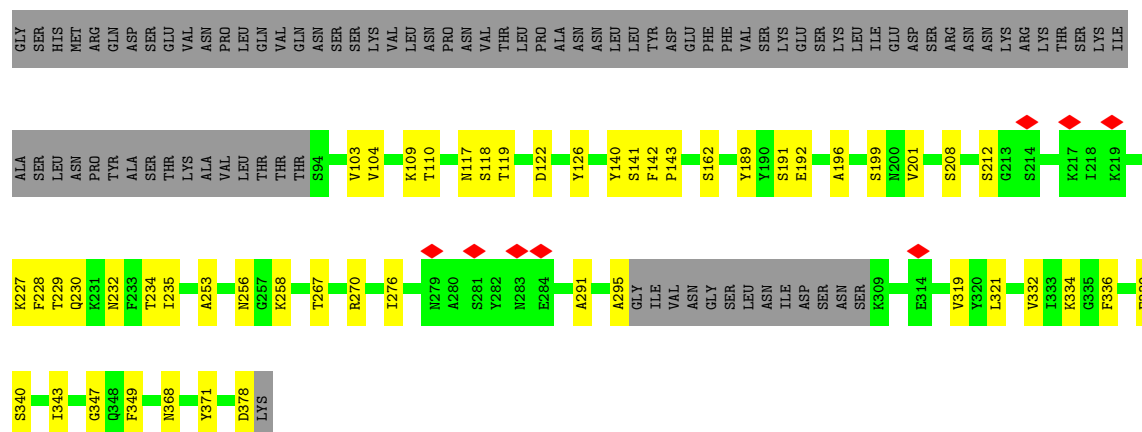 GLY SER HIS MET ARG GLN ASP SER GLU VAL ASN PRO LEU GLN VAL GLN ASN SER SER LYS VAL LEU ASN PRO ASN VAL THR LEU PRO ALA ASN ASN LEU LEU TYR ASP GLU PHE PHE VAL SER LYS GLU SER LYS LEU ILE GLU ASP SER ARG ASN ASN LYS ARG LYS THR SER LYS ILE
ALA SER LEU ASN PRO TYR ALA SER THR LYS ALA VAL LEU THR THR THR S94 V103 V104 K109 T110 N117 S118 T119 D122 Y126 Y140 S141 F142 P143 S162 Y189 Y190 S191 E192 A196 S199 N200 V201 S208 S212 G213 S214 K217 I218 K219
K227 F228 T229 Q230 K231 N232 F233 T234 I235 A253 N256 G257 K258 T267 R270 I276 N279 A280 S281 Y282 N283 E284 A291 A295 GLY ILE VAL ASN GLY SER LEU ASN ILE ASP SER ASN SER K309 E314 V319 Y320 L321 V332 I333 K334 G335 F336
S340 I343 G347 Q348 F349 N368 Y371 D378 LYS